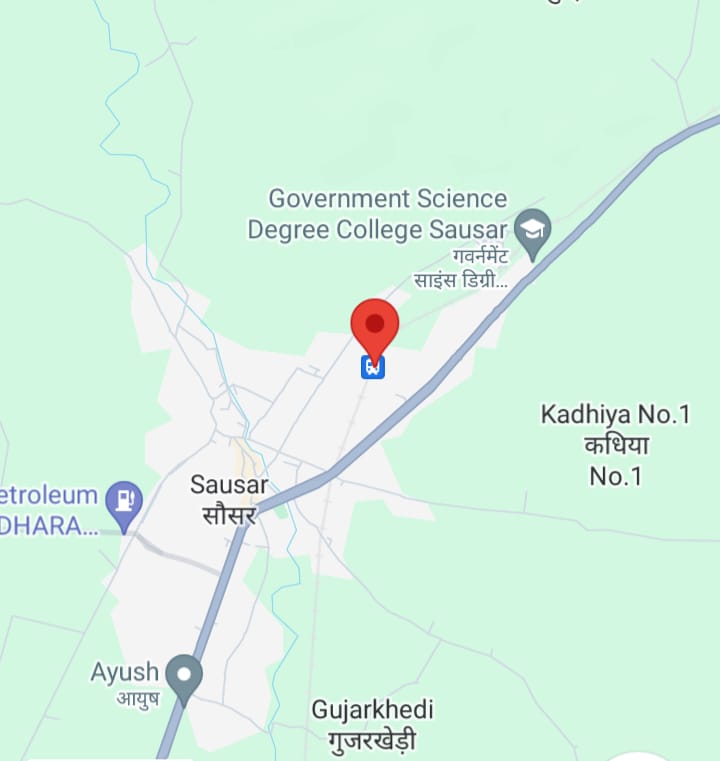 Government Science
Degree College Sausar
गवर्नमेंट
साइंस डिग्री...
Kadhiya No.1
कधिया
No.1
Sausar
सौसर
etroleum
DHARA...
Ayush
आयुष
Gujarkhedi
गुजरखेड़ी